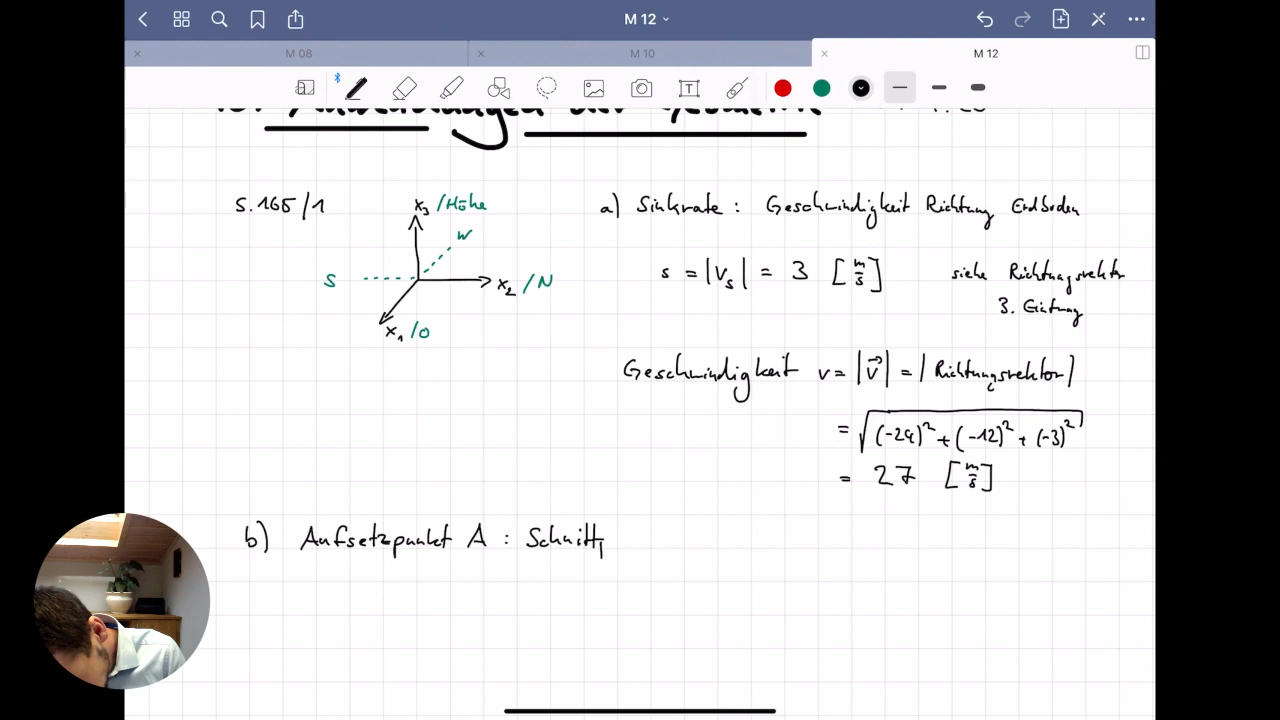 M 12
M 08
M 10
M 12
S. 165/1
x₃ /Höhe
W
S
x₂ /N
x₁ /O
a) Sinkrate : Geschwindigkeit Richtung Erdboden
s = |v_s| = 3 [m/s] siehe Richtungsvektor
3. Eintrag
Geschwindigkeit v = |v⃗| = |Richtungsvektor|
= √((-24)² + (-12)² + (-3)²)
= 27 [m/s]
b) Aufsetzpunkt A : Schnitt